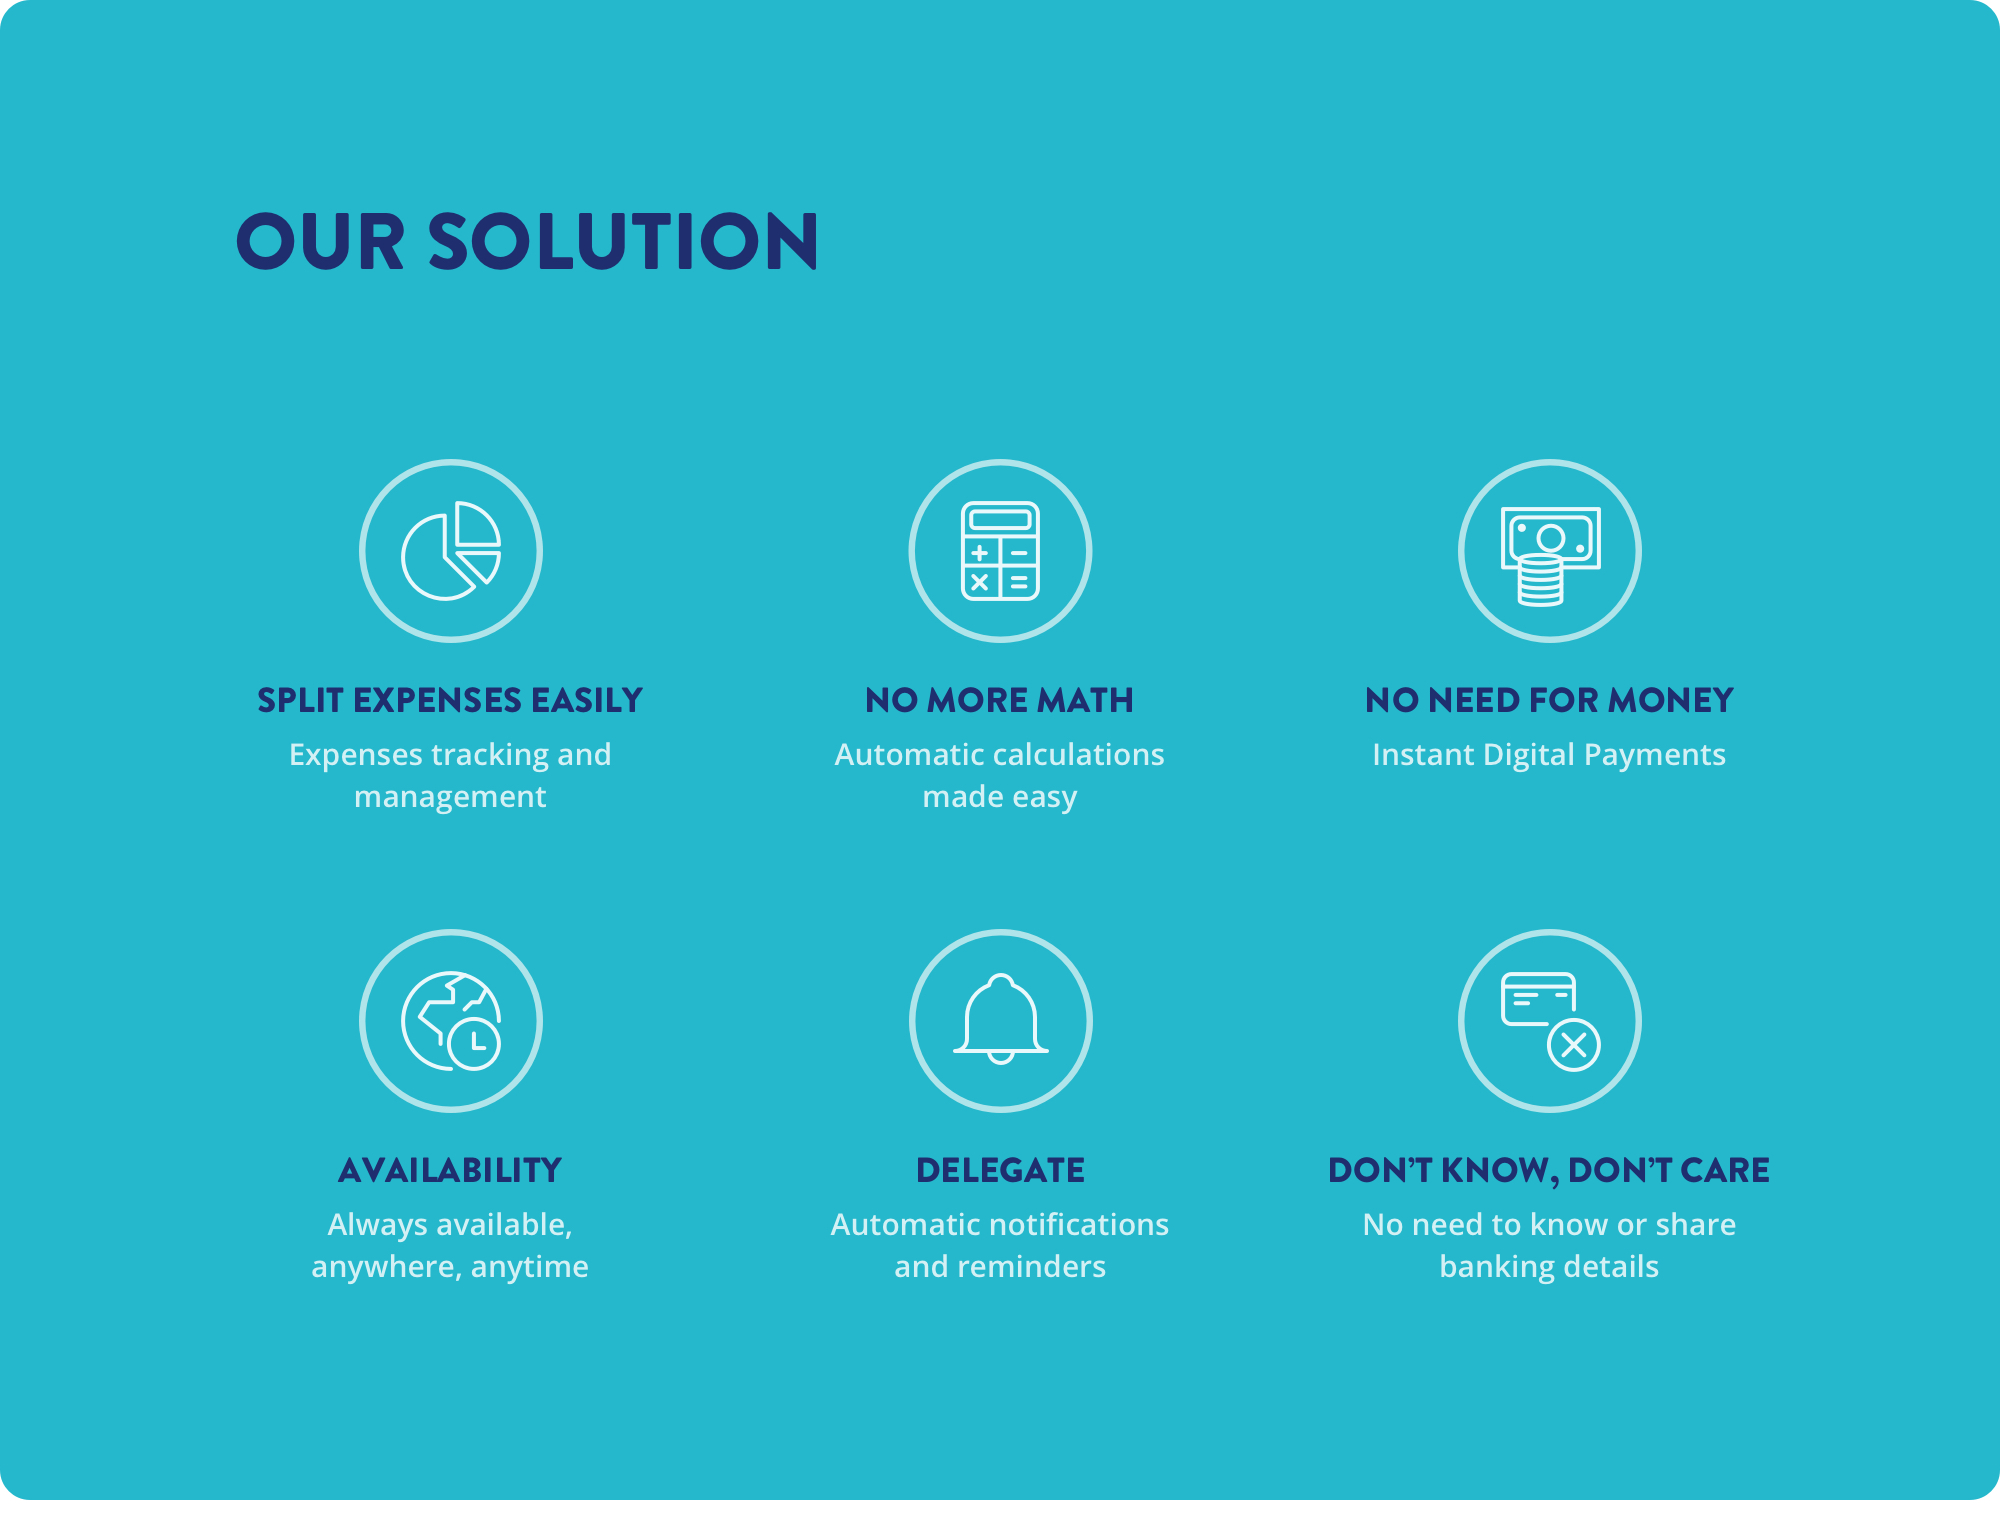 OUR SOLUTION
SPLIT EXPENSES EASILY
Expenses tracking and
management
NO MORE MATH
Automatic calculations
made easy
NO NEED FOR MONEY
Instant Digital Payments
AVAILABILITY
Always available,
anywhere, anytime
DELEGATE
Automatic notifications
and reminders
DON’T KNOW, DON’T CARE
No need to know or share
banking details